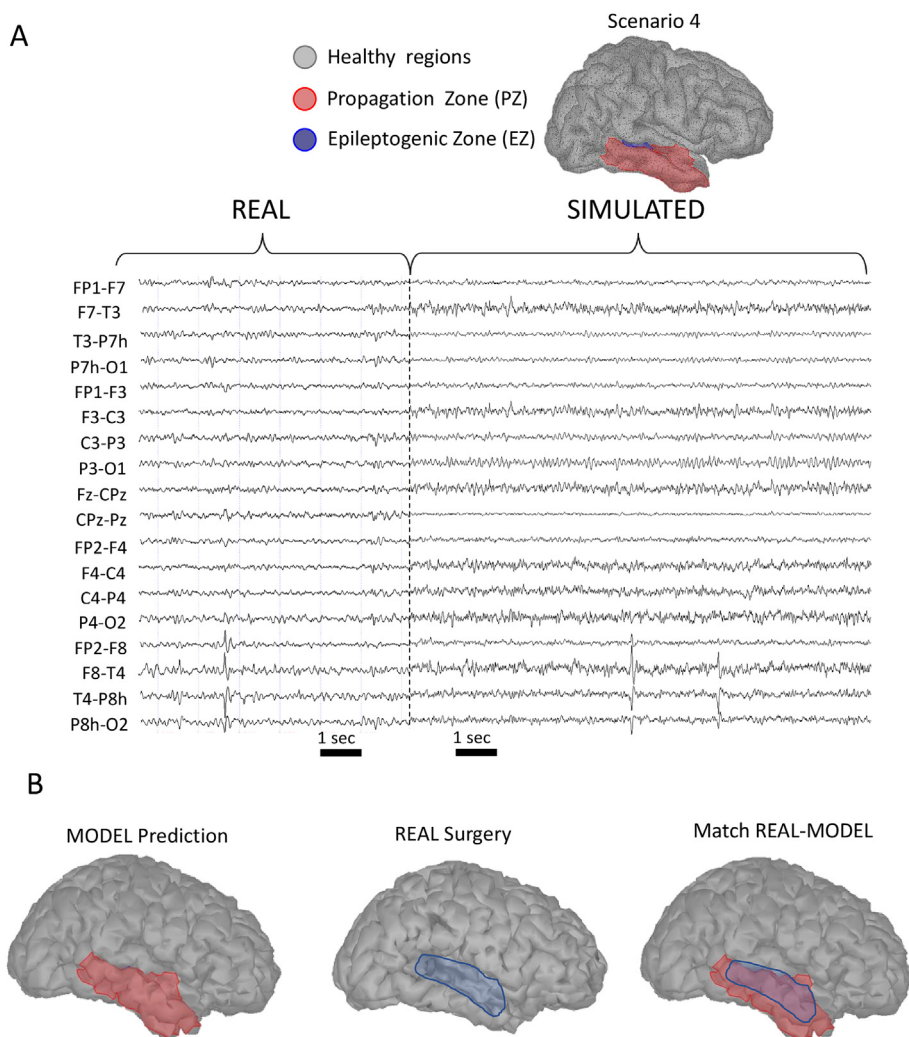 A
Scenario 4
Healthy regions
Propagation Zone (PZ)
Epileptogenic Zone (EZ)
REAL
SIMULATED
FP1-F7
F7-T3
T3-P7h
P7h-O1
FP1-F3
F3-C3
C3-P3
P3-O1
Fz-CPz
CPz-Pz
FP2-F4
F4-C4
C4-P4
P4-O2
FP2-F8
F8-T4
T4-P8h
P8h-O2
1 sec
1 sec
B
MODEL Prediction
REAL Surgery
Match REAL-MODEL